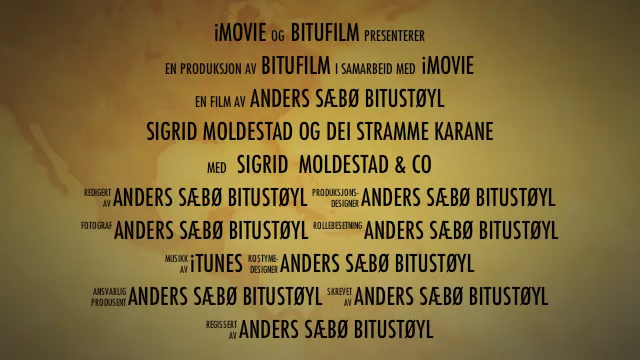 iMOVIE OG BITUFILM PRESENTERER
EN PRODUKSJON AV BITUFILM I SAMARBEID MED iMOVIE
EN FILM AV ANDERS SÆBØ BITUSTØYL
SIGRID MOLDESTAD OG DEI STRAMME KARANE
MED SIGRID MOLDESTAD & CO
REDIGERT AV ANDERS SÆBØ BITUSTØYL PRODUKSJONS-DESIGNER ANDERS SÆBØ BITUSTØYL
FOTOGRAF ANDERS SÆBØ BITUSTØYL ROLLEBESETNING ANDERS SÆBØ BITUSTØYL
MUSIKK AV iTUNES KOSTYME-DESIGNER ANDERS SÆBØ BITUSTØYL
ANSVARLIG PRODUSENT ANDERS SÆBØ BITUSTØYL SKREVET AV ANDERS SÆBØ BITUSTØYL
REGISSERT AV ANDERS SÆBØ BITUSTØYL